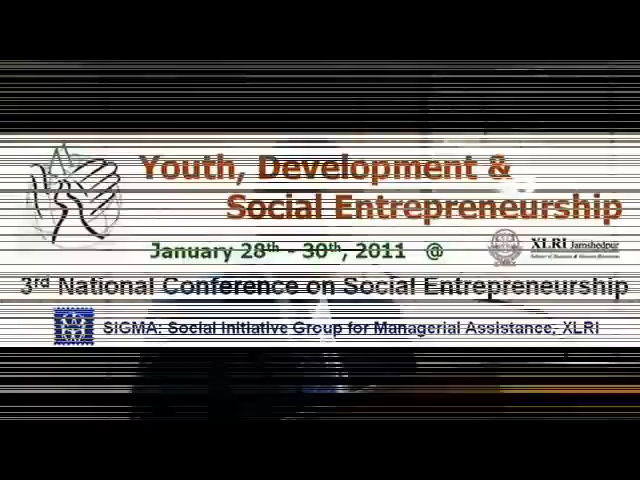 Youth, Development &
Social Entrepreneurship
January 28th - 30th, 2011 @
XLRI Jamshedpur
3rd National Conference on Social Entrepreneurship
SIGMA: Social Initiative Group for Managerial Assistance, XLRI